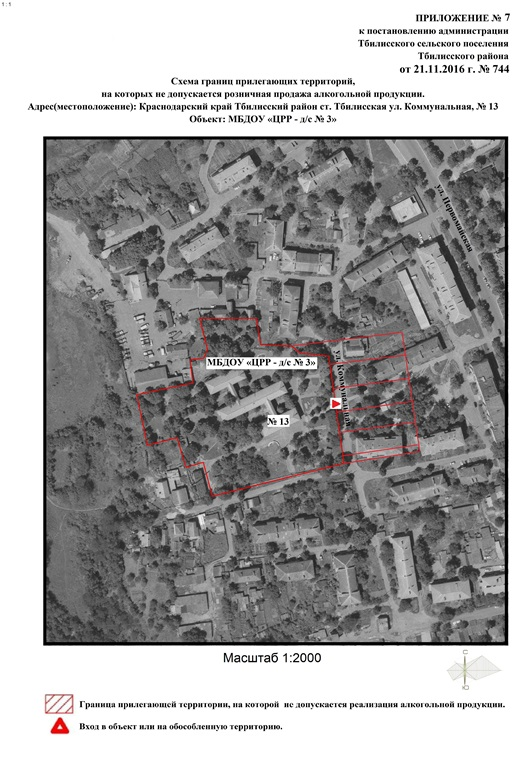 1 : 1
ПРИЛОЖЕНИЕ № 7
к постановлению администрации
Тбилисского сельского поселения
Тбилисского района
от 21.11.2016 г. № 744
Схема границ прилегающих территорий,
на которых не допускается розничная продажа алкогольной продукции.
Адрес(местоположение): Краснодарский край Тбилисский район ст. Тбилисская ул. Коммунальная, № 13
Объект: МБДОУ «ЦРР - д/с № 3»
ул. Первомайская
МБДОУ «ЦРР - д/с № 3»
ул. Коммунальная
№ 13
Масштаб 1:2000
Граница прилегающей территории, на которой не допускается реализация алкогольной продукции.
Вход в объект или на обособленную территорию.